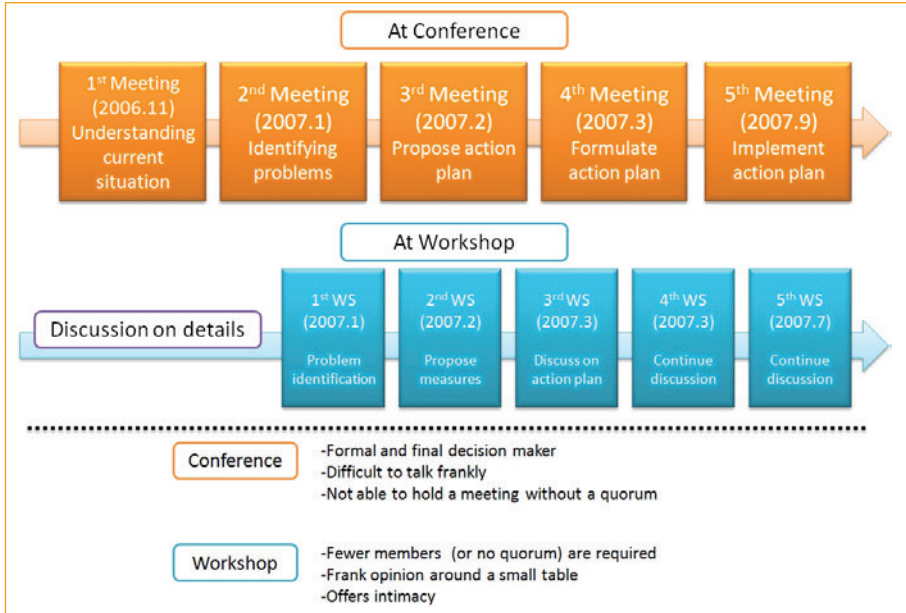 At Conference
1st Meeting
(2006.11)
Understanding
current
situation
2nd Meeting
(2007.1)
Identifying
problems
3rd Meeting
(2007.2)
Propose action
plan
4th Meeting
(2007.3)
Formulate
action plan
5th Meeting
(2007.9)
Implement
action plan
At Workshop
Discussion on details
1st WS
(2007.1)
Problem
identification
2nd WS
(2007.2)
Propose
measures
3rd WS
(2007.3)
Discuss on
action plan
4th WS
(2007.3)
Continue
discussion
5th WS
(2007.7)
Continue
discussion
Conference
-Formal and final decision maker
-Difficult to talk frankly
-Not able to hold a meeting without a quorum
Workshop
-Fewer members (or no quorum) are required
-Frank opinion around a small table
-Offers intimacy